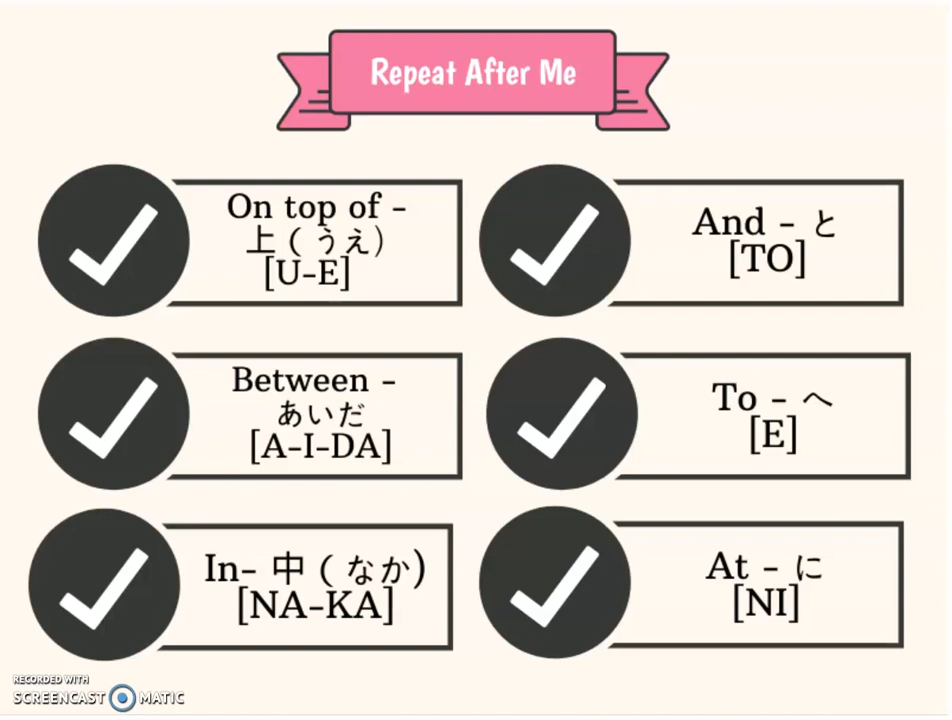 Repeat After Me
On top of -
上 ( うえ)
[U-E]
And - と
[TO]
Between -
あいだ
[A-I-DA]
To - へ
[E]
In- 中 ( なか)
[NA-KA]
At - に
[NI]
RECORDED WITH
SCREENCAST MATIC